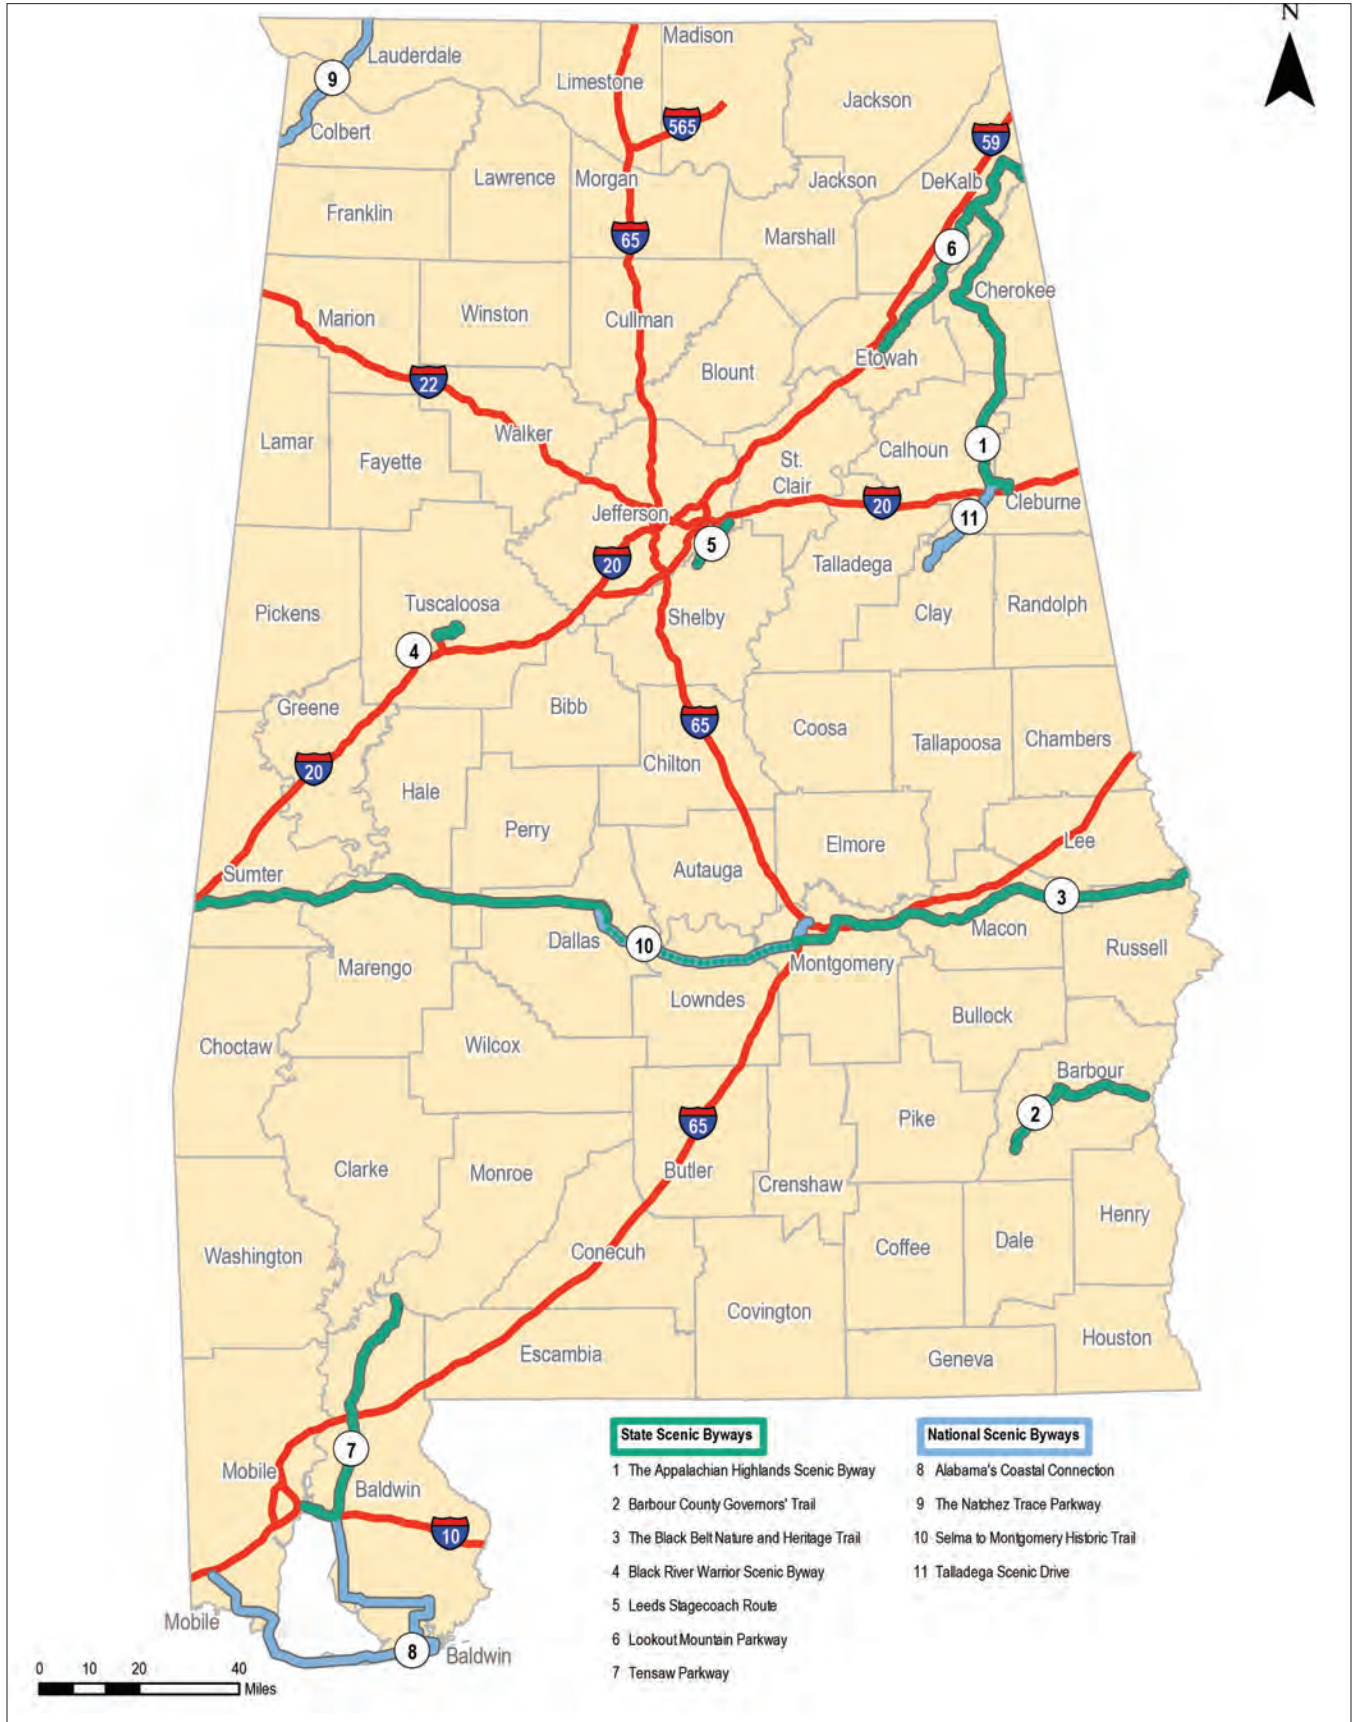 N
Madison
Lauderdale
Limestone
9
Jackson
565
Colbert
59
Lawrence
Morgan
Jackson
DeKalb
Franklin
65
Marshall
6
Cherokee
Marion
Winston
Cullman
Etowah
Blount
22
Lamar
Walker
1
Fayette
Calhoun
St.
Clair
20
Cleburne
Jefferson
11
5
20
Talladega
Tuscaloosa
Pickens
Shelby
Clay
Randolph
4
Greene
Bibb
65
Coosa
Tallapoosa
Chambers
20
Chilton
Hale
Perry
Elmore
Lee
Autauga
Sumter
3
Macon
Dallas
10
Russell
Marengo
Montgomery
Lowndes
Bullock
Choctaw
Wilcox
Barbour
2
65
Pike
Clarke
Monroe
Butler
Crenshaw
Henry
Washington
Conecuh
Coffee
Dale
Covington
Houston
Escambia
Geneva
State Scenic Byways
1 The Appalachian Highlands Scenic Byway
2 Barbour County Governors' Trail
3 The Black Belt Nature and Heritage Trail
4 Black River Warrior Scenic Byway
5 Leeds Stagecoach Route
6 Lookout Mountain Parkway
7 Tensaw Parkway
National Scenic Byways
8 Alabama's Coastal Connection
9 The Natchez Trace Parkway
10 Selma to Montgomery Historic Trail
11 Talladega Scenic Drive
7
Mobile
Baldwin
10
Mobile
8
Baldwin
0 10 20 40
Miles